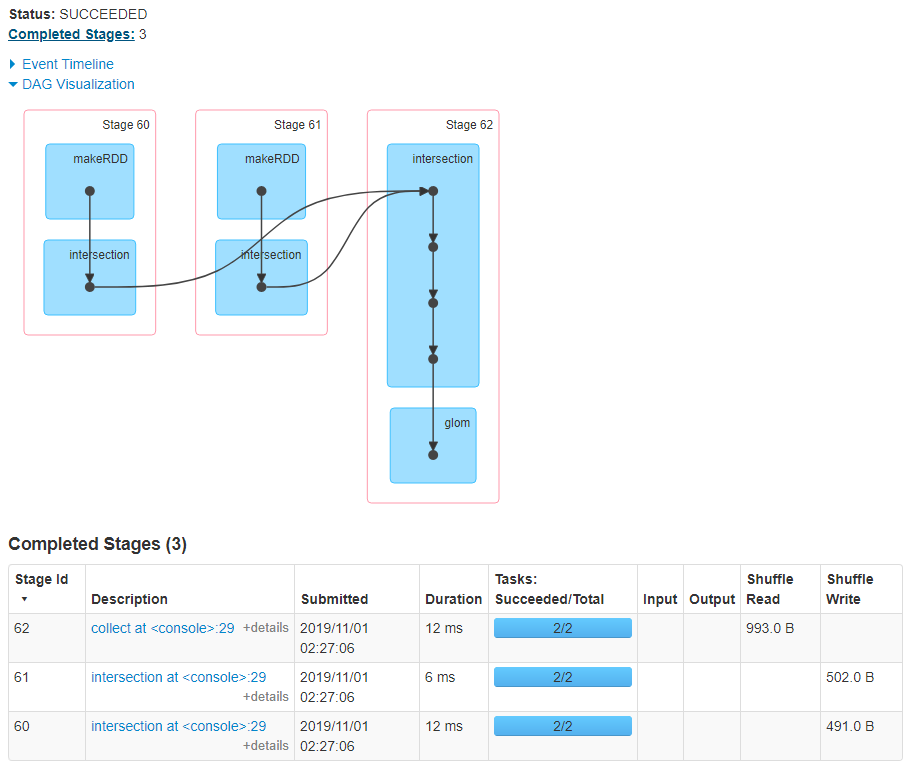 Status: SUCCEEDED
Completed Stages: 3
Event Timeline
DAG Visualization
Stage 60
Stage 61
Stage 62
makeRDD
makeRDD
intersection
intersection
intersection
glom
Completed Stages (3)
Stage Id
Description
Submitted
Duration
Tasks: Succeeded/Total
Input
Output
Shuffle Read
Shuffle Write
62
collect at <console>:29 +details
2019/11/01
02:27:06
12 ms
2/2
993.0 B
61
intersection at <console>:29
+details
2019/11/01
02:27:06
6 ms
2/2
502.0 B
60
intersection at <console>:29
+details
2019/11/01
02:27:06
12 ms
2/2
491.0 B